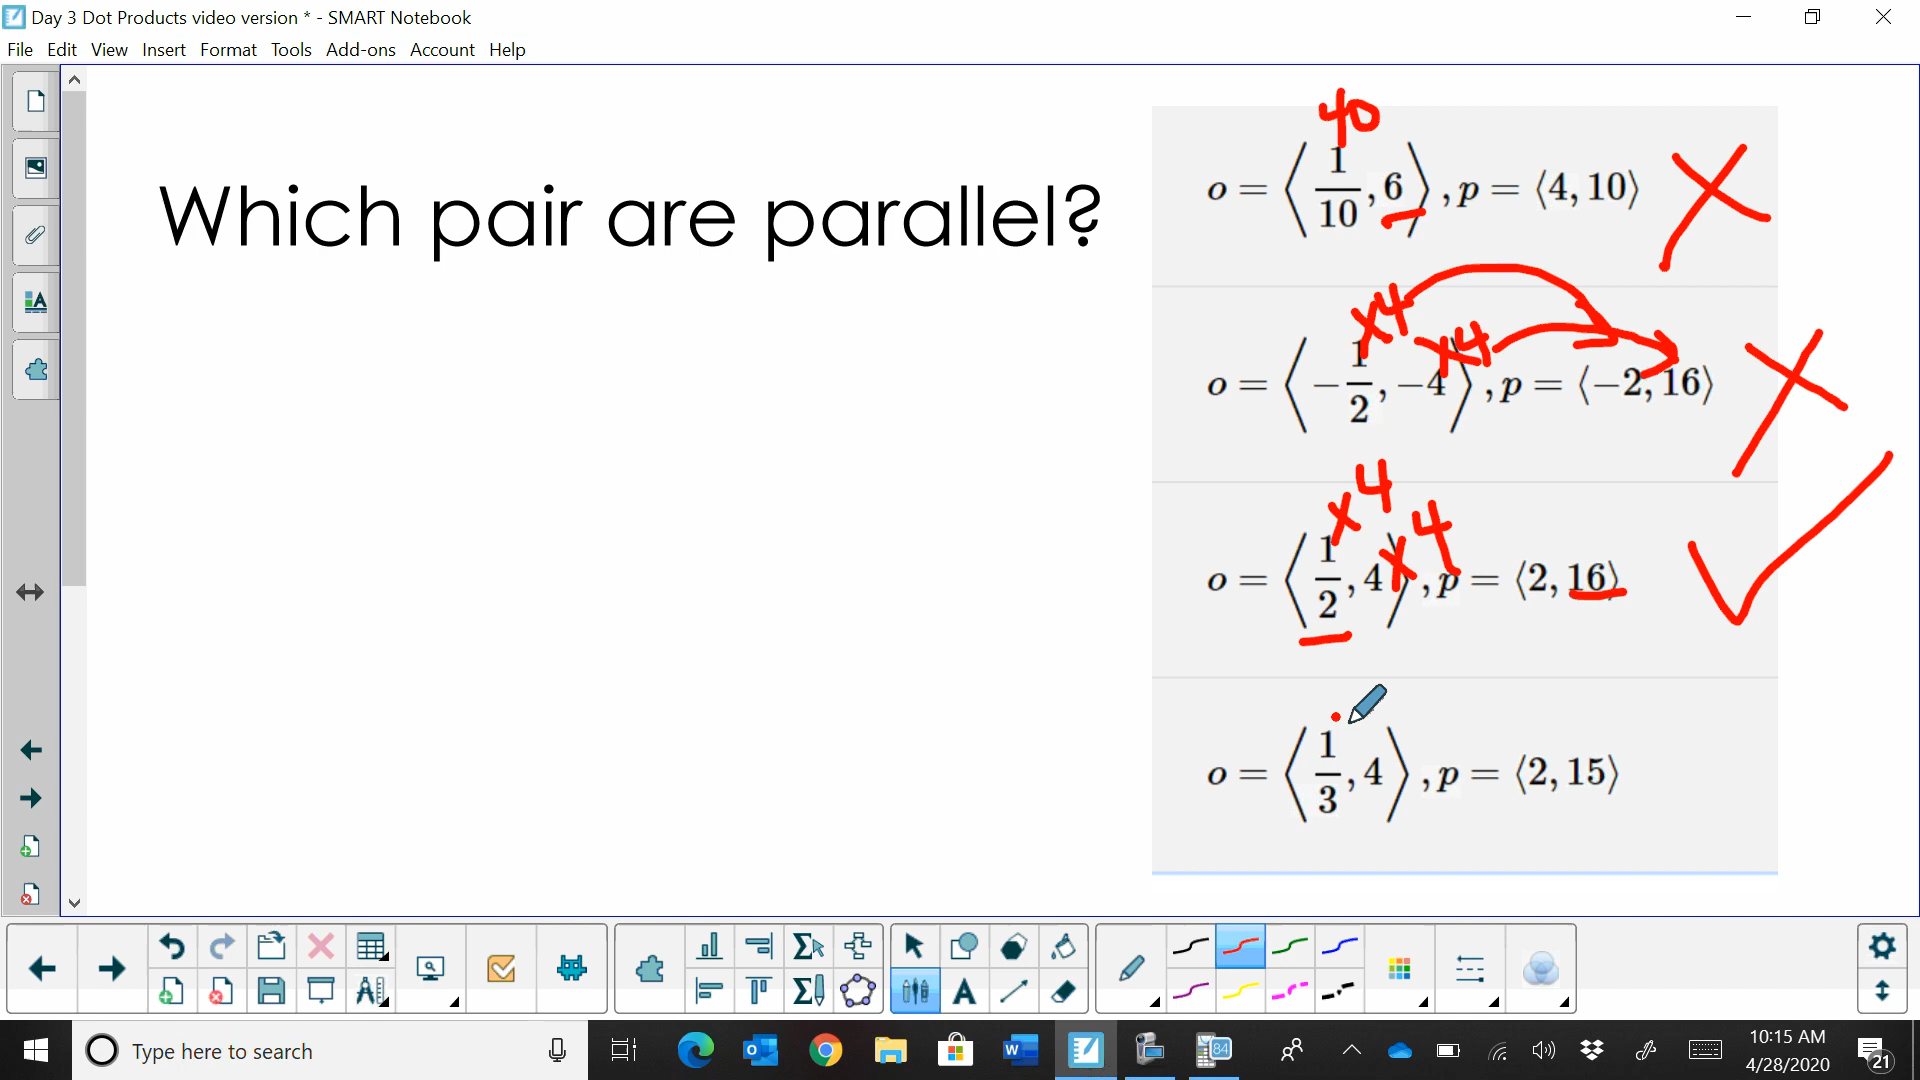 Day 3 Dot Products video version * - SMART Notebook
File Edit View Insert Format Tools Add-ons Account Help
Which pair are parallel?
40
o = ⟨1/10, 6⟩, p = ⟨4, 10⟩
x4
x4
o = ⟨-1/2, -4⟩, p = ⟨-2, 16⟩
x4
x4
o = ⟨1/2, 4⟩, p = ⟨2, 16⟩
o = ⟨1/3, 4⟩, p = ⟨2, 15⟩
Type here to search
84
10:15 AM
4/28/2020
21